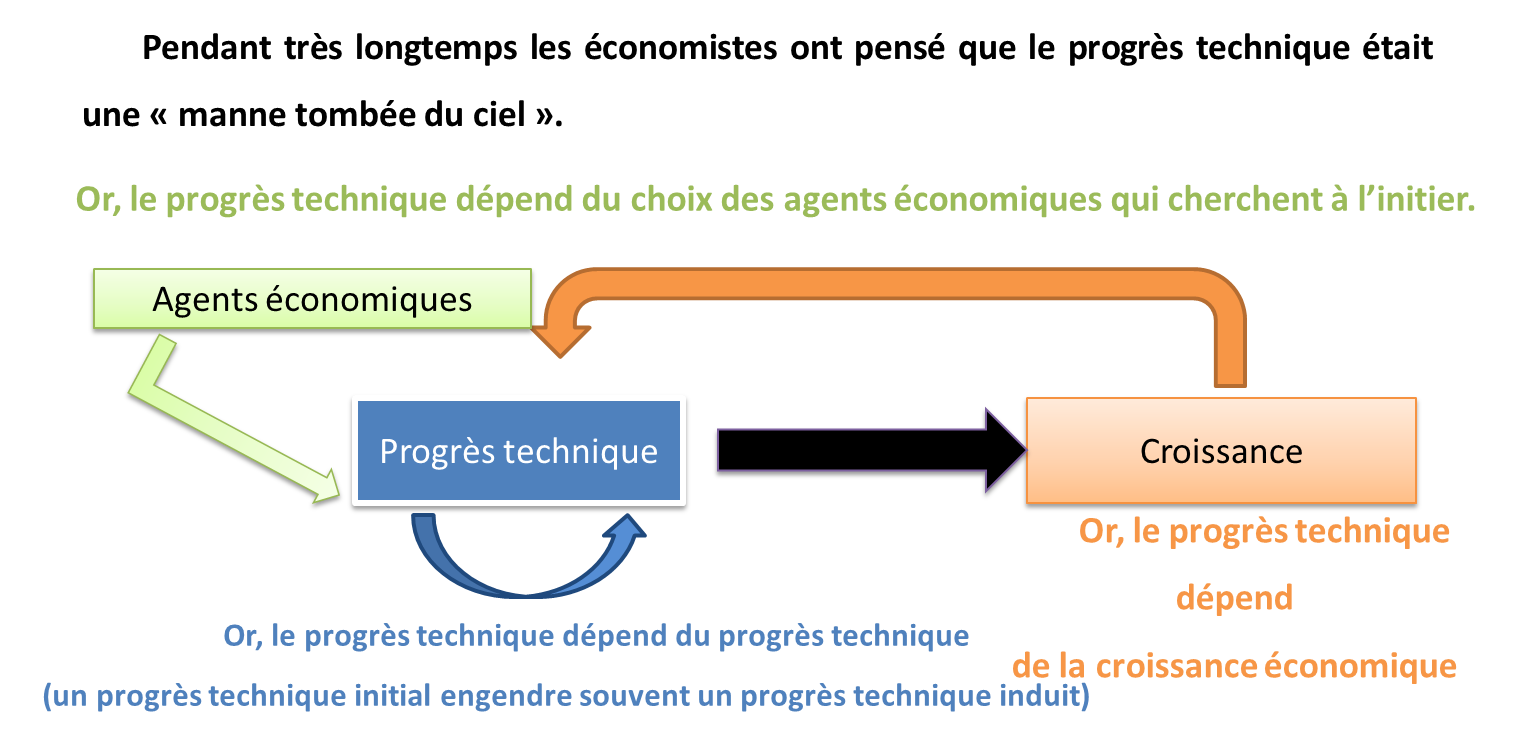 Pendant très longtemps les économistes ont pensé que le progrès technique était
une « manne tombée du ciel ».
Or, le progrès technique dépend du choix des agents économiques qui cherchent à l’initier.
Agents économiques
Progrès technique
Croissance
Or, le progrès technique
dépend
de la croissance économique
Or, le progrès technique dépend du progrès technique
(un progrès technique initial engendre souvent un progrès technique induit)